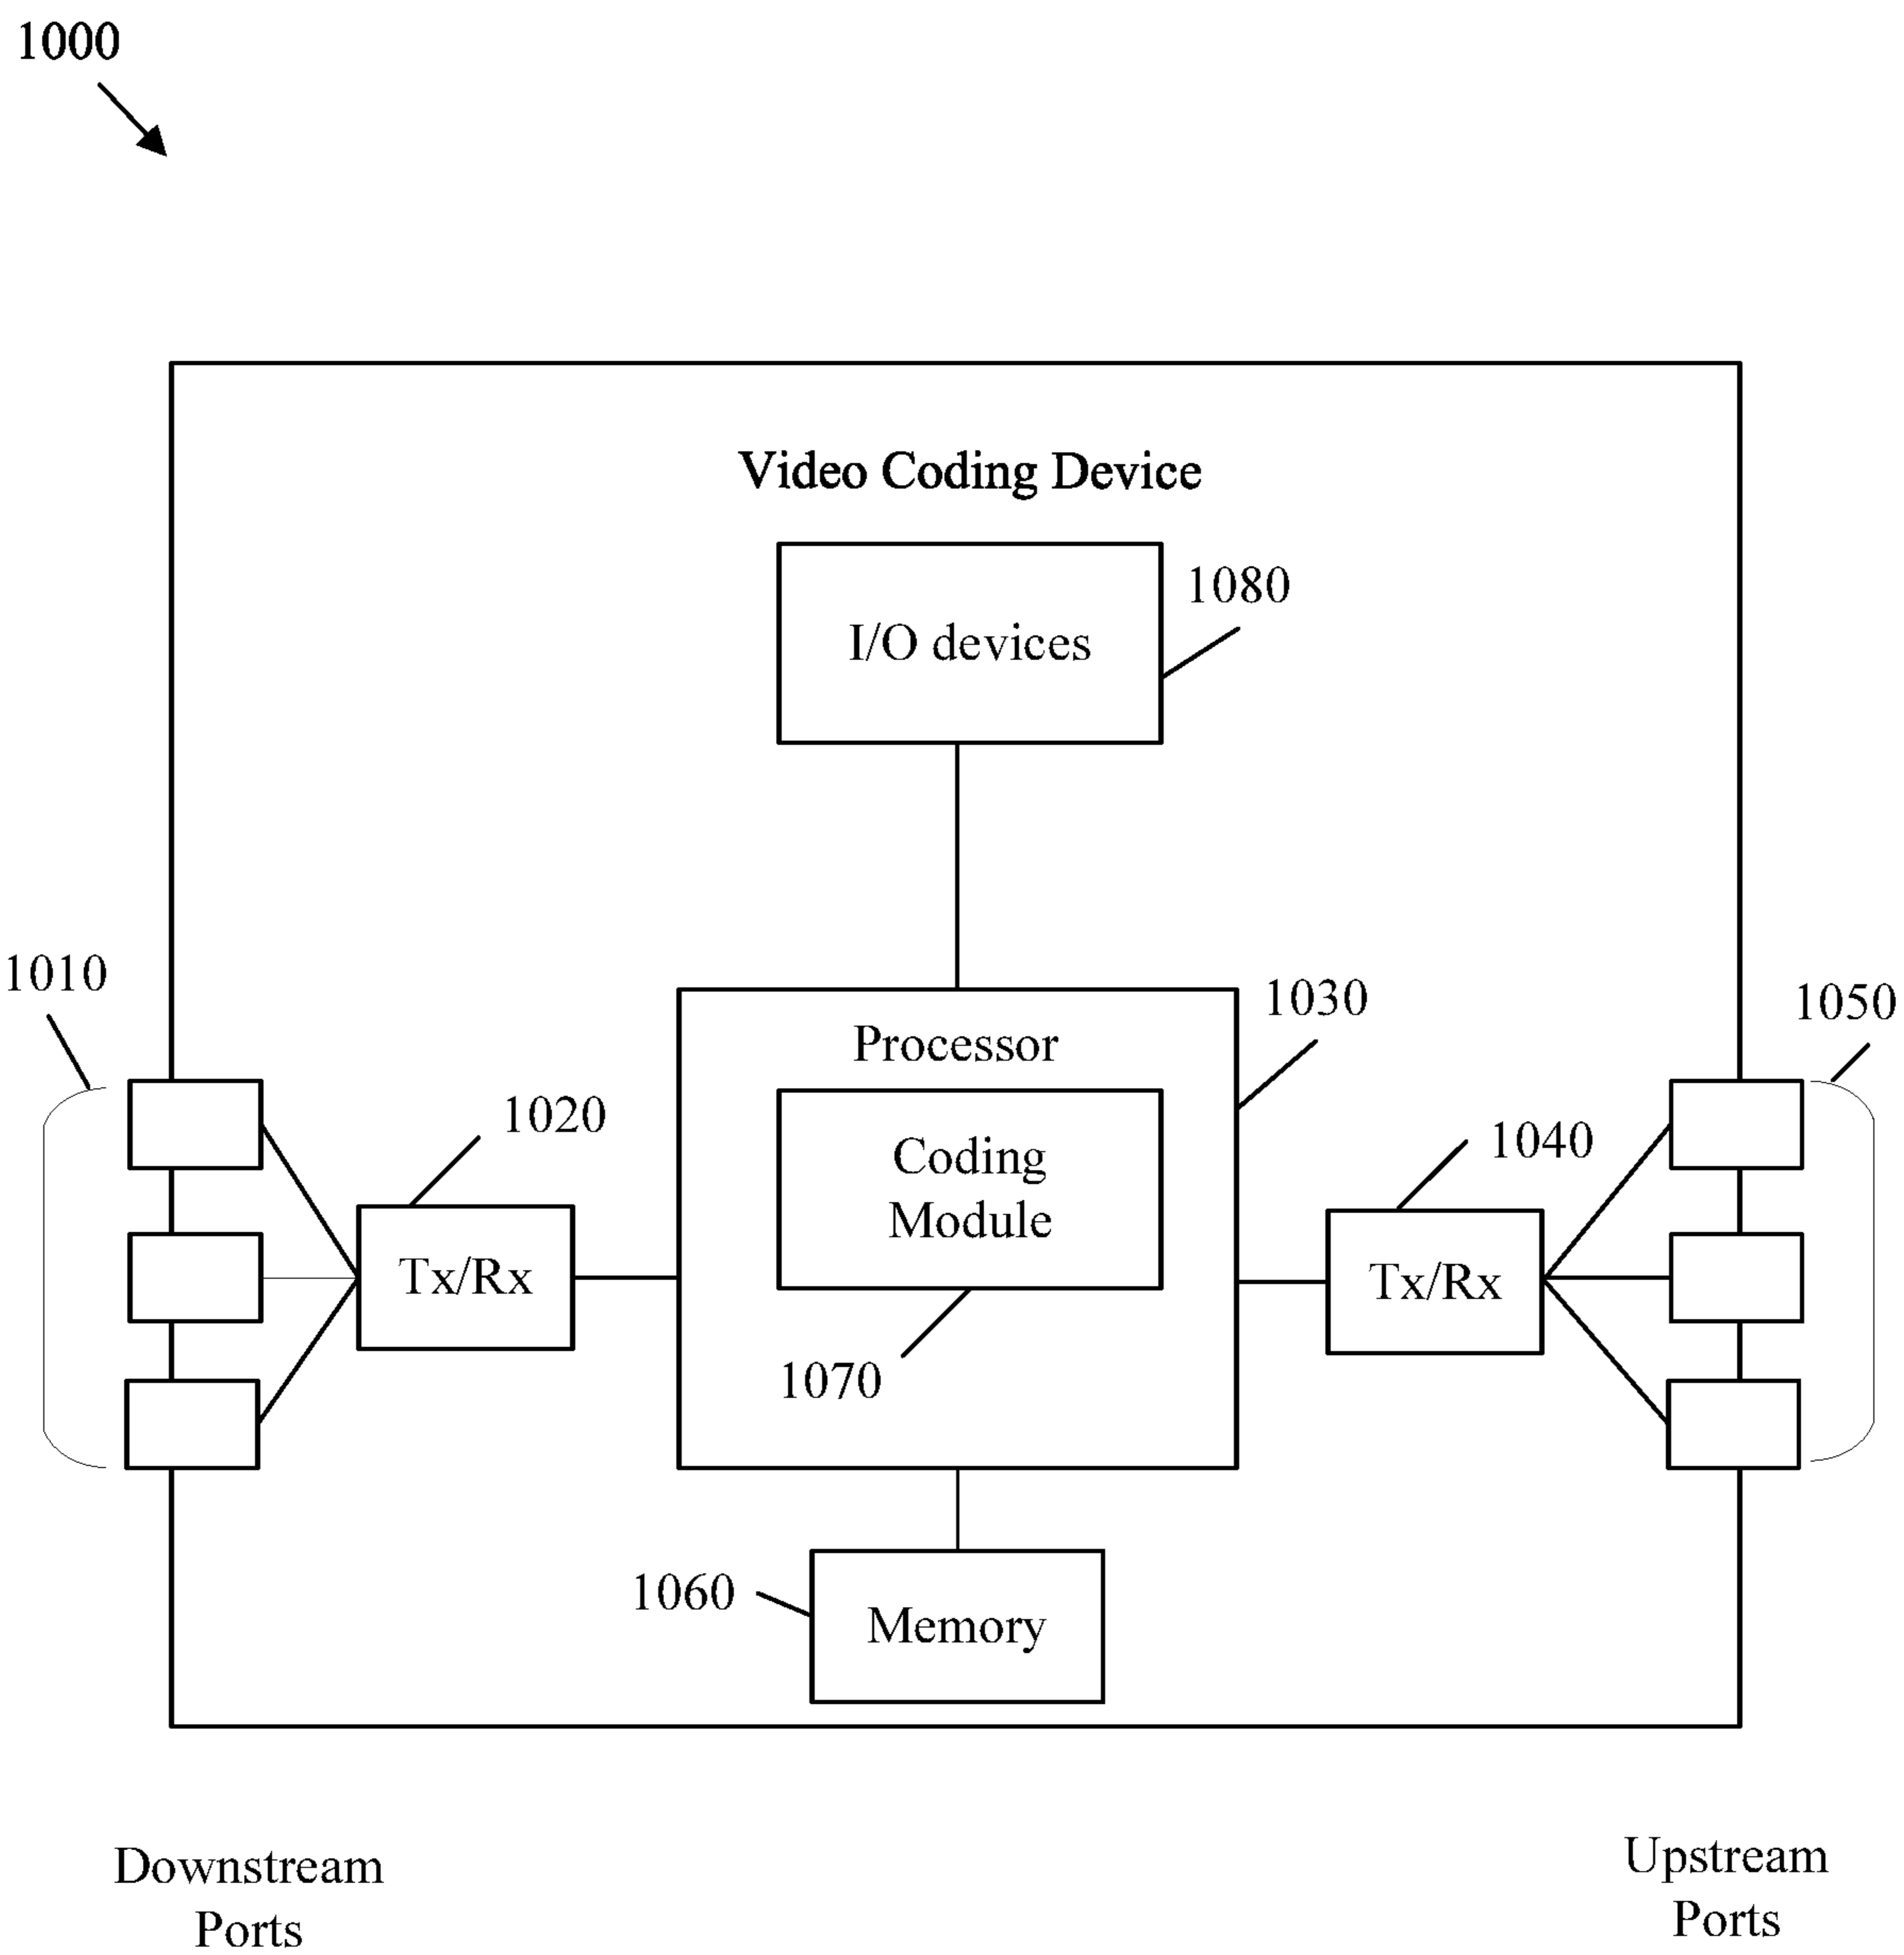 1000
Video Coding Device
I/O devices
1080
1010
1030
1050
Processor
1020
1040
Coding
Module
Tx/Rx
Tx/Rx
1070
1060
Memory
Downstream
Ports
Upstream
Ports